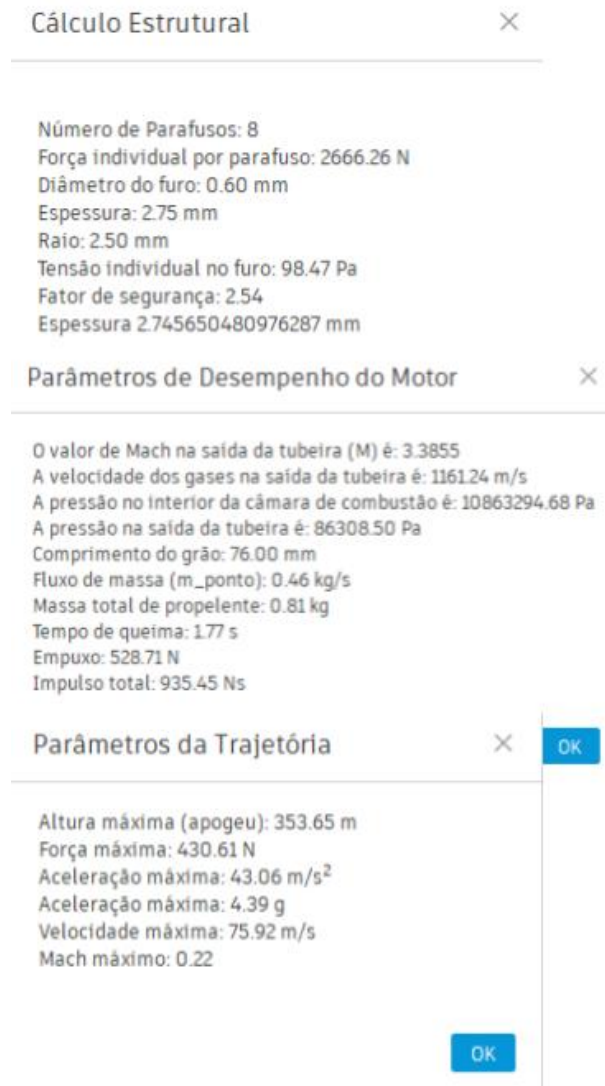 Cálculo Estrutural
Número de Parafusos: 8
Força individual por parafuso: 2666.26 N
Diâmetro do furo: 0.60 mm
Espessura: 2.75 mm
Raio: 2.50 mm
Tensão individual no furo: 98.47 Pa
Fator de segurança: 2.54
Espessura 2.745650480976287 mm
Parâmetros de Desempenho do Motor
O valor de Mach na saída da tubeira (M) é: 3.3855
A velocidade dos gases na saída da tubeira é: 1161.24 m/s
A pressão no interior da câmara de combustão é: 10863294.68 Pa
A pressão na saída da tubeira é: 86308.50 Pa
Comprimento do grão: 76.00 mm
Fluxo de massa (m_ponto): 0.46 kg/s
Massa total de propelente: 0.81 kg
Tempo de queima: 1.77 s
Empuxo: 528.71 N
Impulso total: 935.45 Ns
Parâmetros da Trajetória
OK
Altura máxima (apogeu): 353.65 m
Força máxima: 430.61 N
Aceleração máxima: 43.06 m/s²
Aceleração máxima: 4.39 g
Velocidade máxima: 75.92 m/s
Mach máximo: 0.22
OK